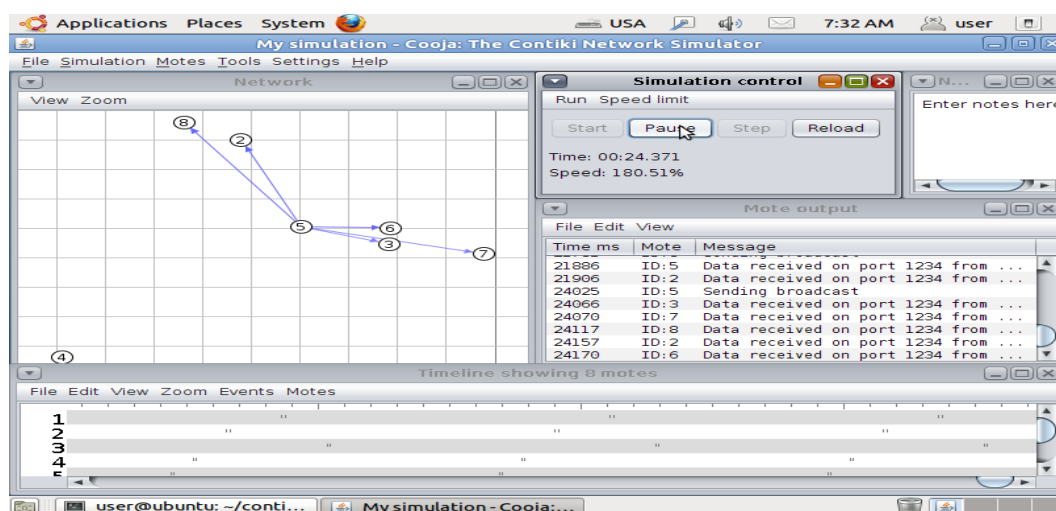 Applications Places System USA 7:32 AM user
My simulation - Cooja: The Contiki Network Simulator
File Simulation Motes Tools Settings Help
Network
View Zoom
8
2
5
6
3
7
4
Simulation control
Run Speed limit
Start Pause Step Reload
Time: 00:24.371
Speed: 180.51%
N...
Enter notes here
Mote output
File Edit View
Time ms Mote Message
21886 ID:5 Data received on port 1234 from ...
21906 ID:2 Data received on port 1234 from ...
24025 ID:5 Sending broadcast
24066 ID:3 Data received on port 1234 from ...
24070 ID:7 Data received on port 1234 from ...
24117 ID:8 Data received on port 1234 from ...
24157 ID:2 Data received on port 1234 from ...
24170 ID:6 Data received on port 1234 from ...
Timeline showing 8 motes
File Edit View Zoom Events Motes
1
2
3
4
user@ubuntu: ~/conti... My simulation - Cooja:...